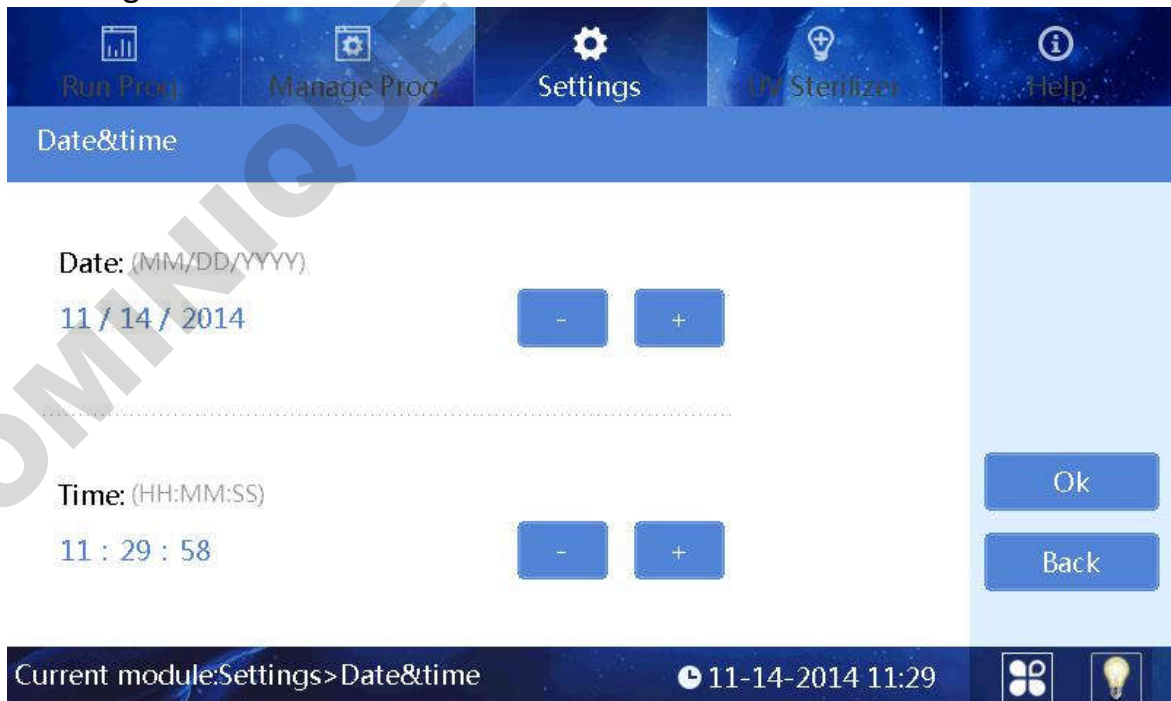 Run Prog.
Manage Prog.
Settings
UV Sterilizer
Help
Date&time
Date: (MM/DD/YYYY)
11 / 14 / 2014
- +
Time: (HH:MM:SS)
11 : 29 : 58
- +
Ok
Back
Current module:Settings>Date&time
11-14-2014 11:29